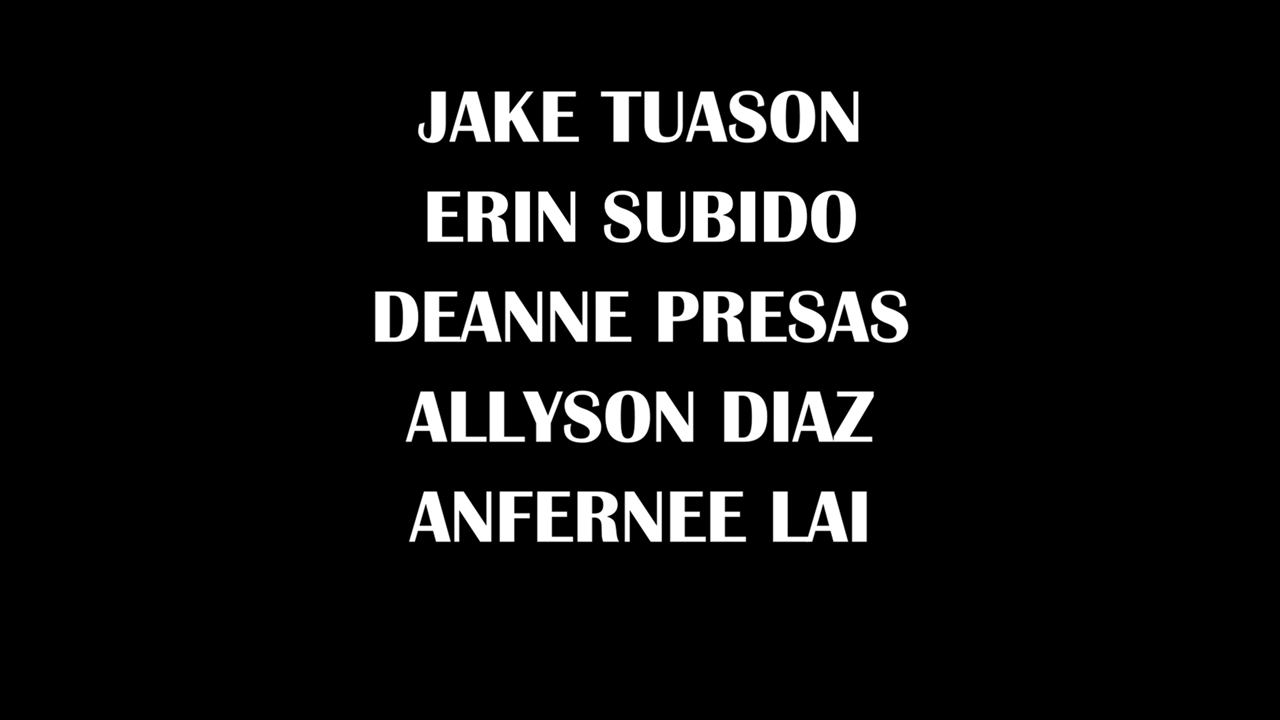 JAKE TUASON
ERIN SUBIDO
DEANNE PRESAS
ALLYSON DIAZ
ANFERNEE LAI